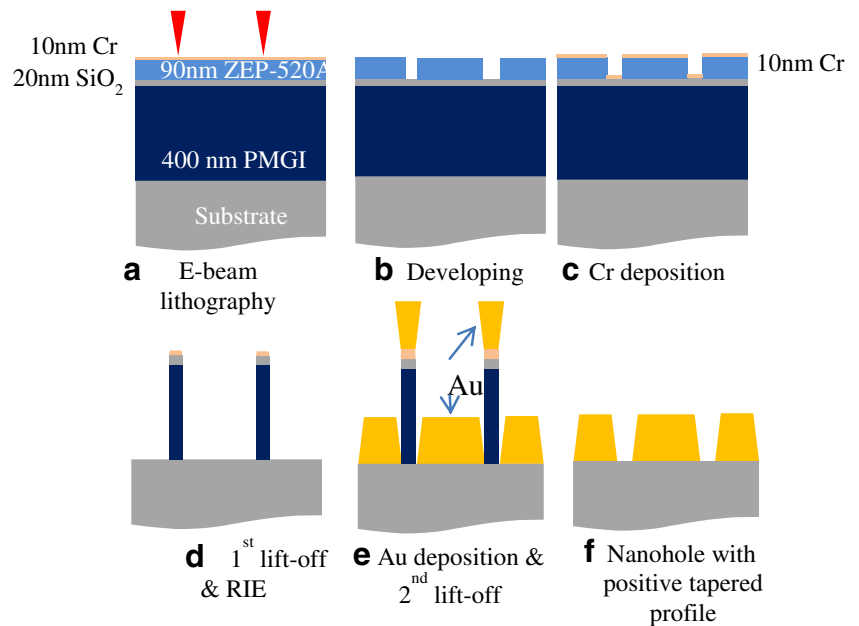 10nm Cr
90nm ZEP-520A
20nm SiO₂
400 nm PMGI
Substrate
10nm Cr
a E-beam
lithography
b Developing
c Cr deposition
Au
d 1st lift-off
& RIE
e Au deposition &
2nd lift-off
f Nanohole with
positive tapered
profile